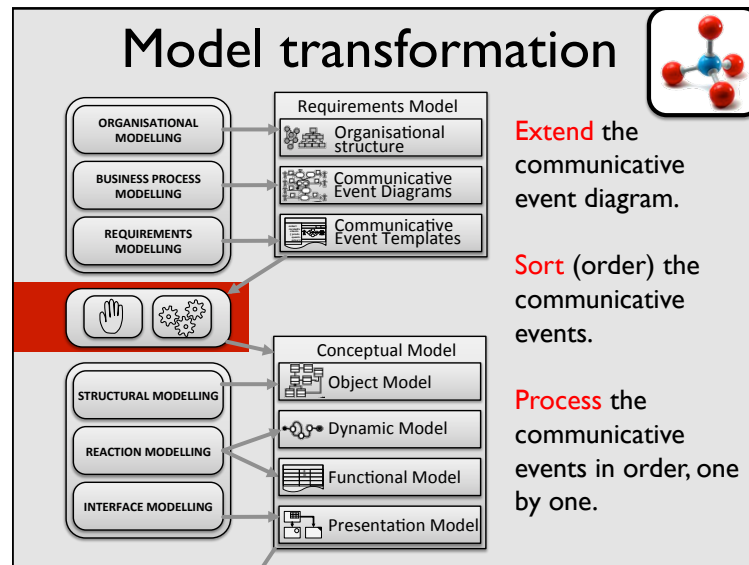 Model transformation
ORGANISATIONAL
MODELLING
BUSINESS PROCESS
MODELLING
REQUIREMENTS
MODELLING
Requirements Model
Organisational
structure
Communicative
Event Diagrams
Communicative
Event Templates
STRUCTURAL MODELLING
REACTION MODELLING
INTERFACE MODELLING
Conceptual Model
Object Model
Dynamic Model
Functional Model
Presentation Model
Extend the
communicative
event diagram.
Sort (order) the
communicative
events.
Process the
communicative
events in order, one
by one.